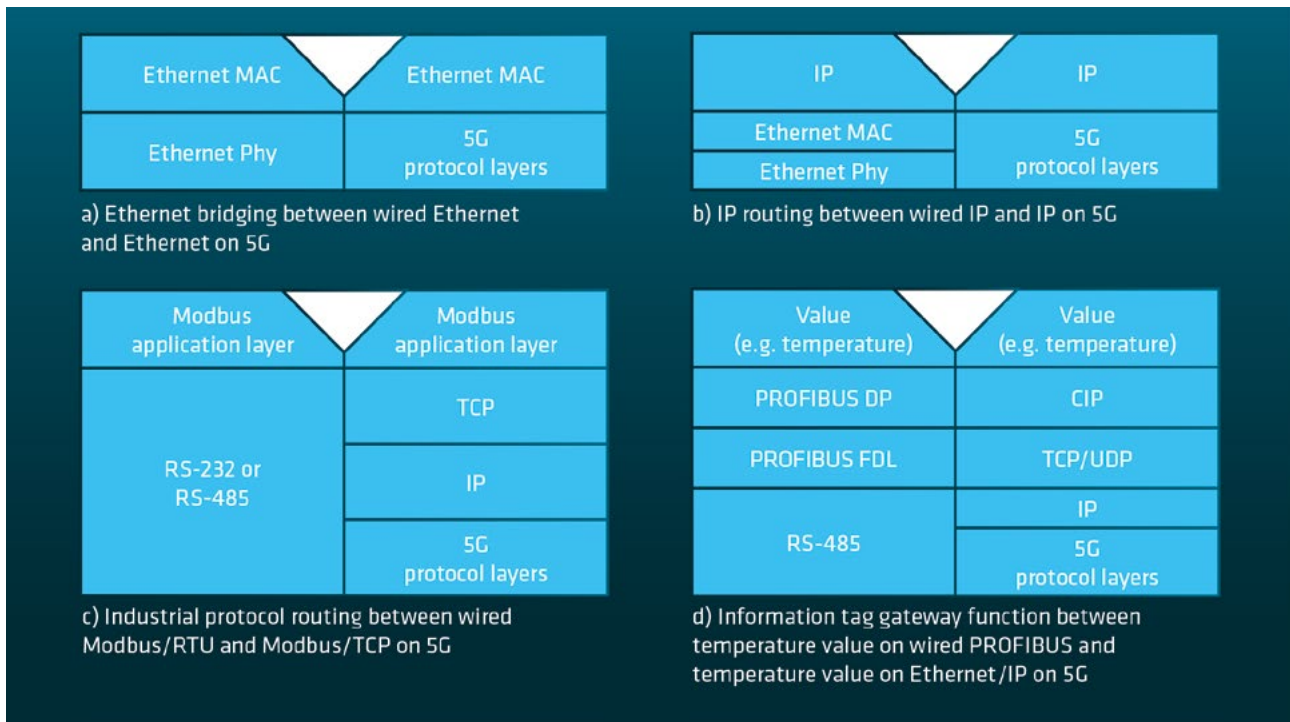 Ethernet MAC
Ethernet MAC
Ethernet Phy
5G
protocol layers
a) Ethernet bridging between wired Ethernet
and Ethernet on 5G
IP
IP
Ethernet MAC
Ethernet Phy
5G
protocol layers
b) IP routing between wired IP and IP on 5G
Modbus
application layer
Modbus
application layer
RS-232 or
RS-485
TCP
IP
5G
protocol layers
c) Industrial protocol routing between wired
Modbus/RTU and Modbus/TCP on 5G
Value
(e.g. temperature)
Value
(e.g. temperature)
PROFIBUS DP
CIP
PROFIBUS FDL
TCP/UDP
RS-485
IP
5G
protocol layers
d) Information tag gateway function between
temperature value on wired PROFIBUS and
temperature value on Ethernet/IP on 5G